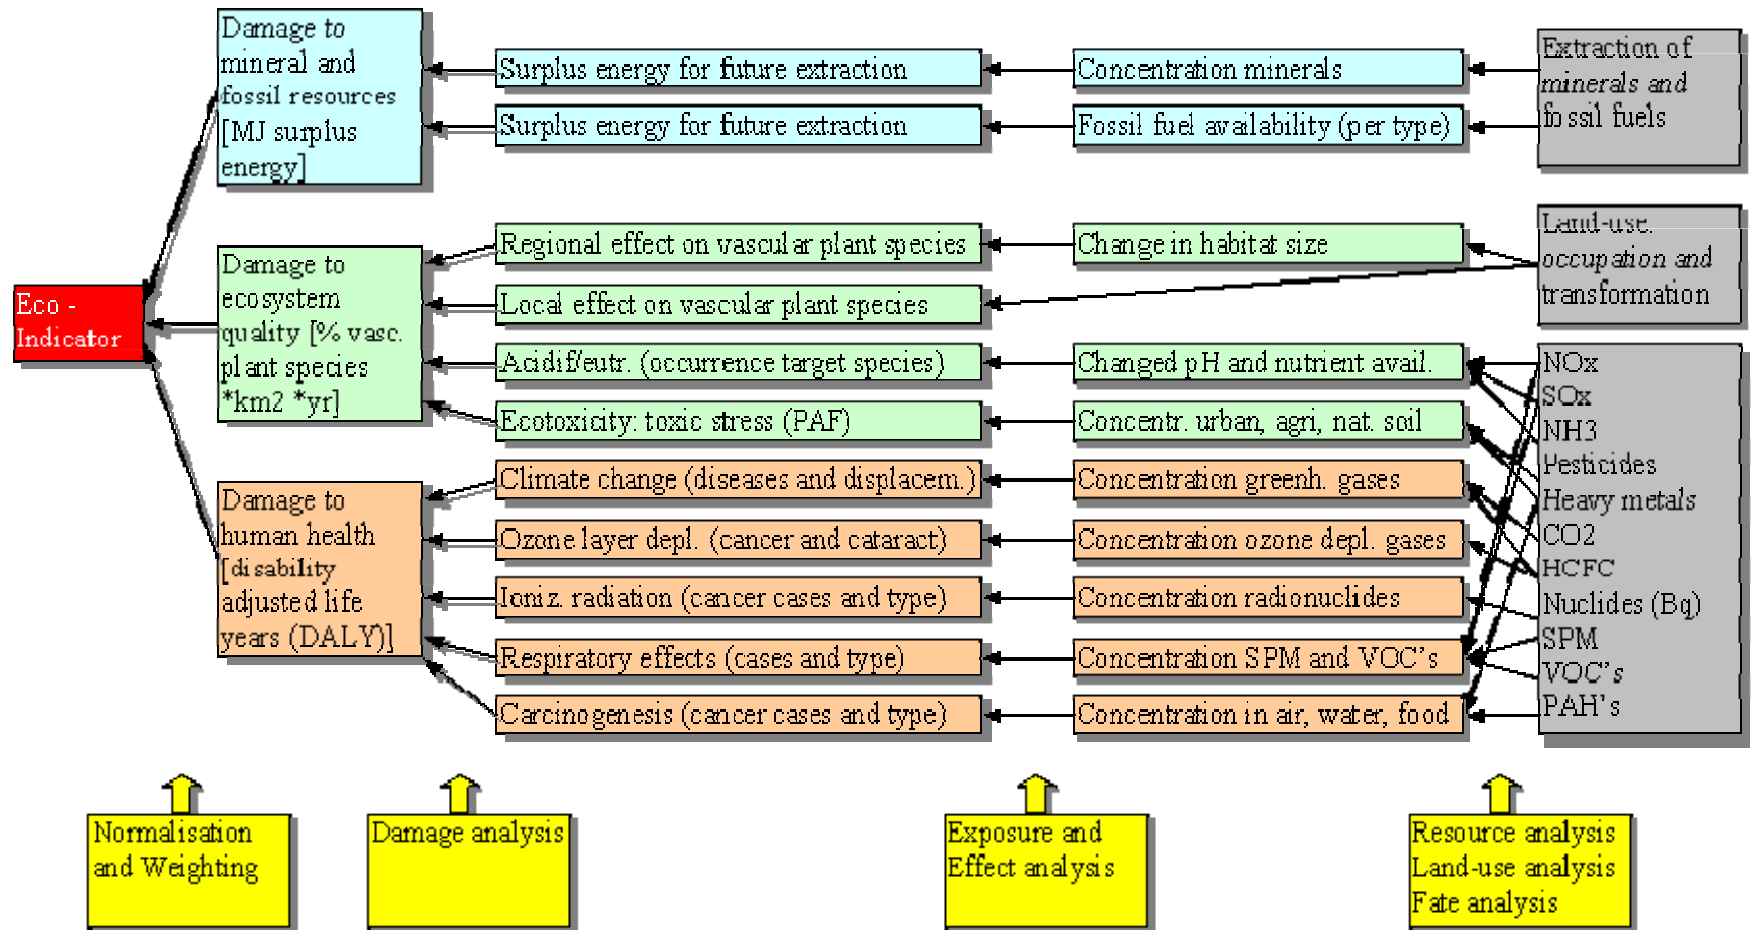 Damage to
mineral and
fossil resources
[MJ surplus
energy]
Surplus energy for future extraction
Concentration minerals
Extraction of
minerals and
fossil fuels
Surplus energy for future extraction
Fossil fuel availability (per type)
Eco -
Indicator
Damage to
ecosystem
quality [% vasc.
plant species
*km2 *yr]
Regional effect on vascular plant species
Change in habitat size
Land-use:
occupation and
transformation
Local effect on vascular plant species
Acidif/eutr. (occurrence target species)
Changed pH and nutrient avail.
Ecotoxicity: toxic stress (PAF)
Concentr. urban, agri, nat. soil
Damage to
human health
[disability
adjusted life
years (DALY)]
Climate change (diseases and displacem.)
Concentration greenh. gases
Ozone layer depl. (cancer and cataract)
Concentration ozone depl. gases
Ioniz. radiation (cancer cases and type)
Concentration radionuclides
Respiratory effects (cases and type)
Concentration SPM and VOC's
Carcinogenesis (cancer cases and type)
Concentration in air, water, food
NOx
SOx
NH3
Pesticides
Heavy metals
CO2
HCFC
Nuclides (Bq)
SPM
VOC's
PAH's
Normalisation
and Weighting
Damage analysis
Exposure and
Effect analysis
Resource analysis
Land-use analysis
Fate analysis